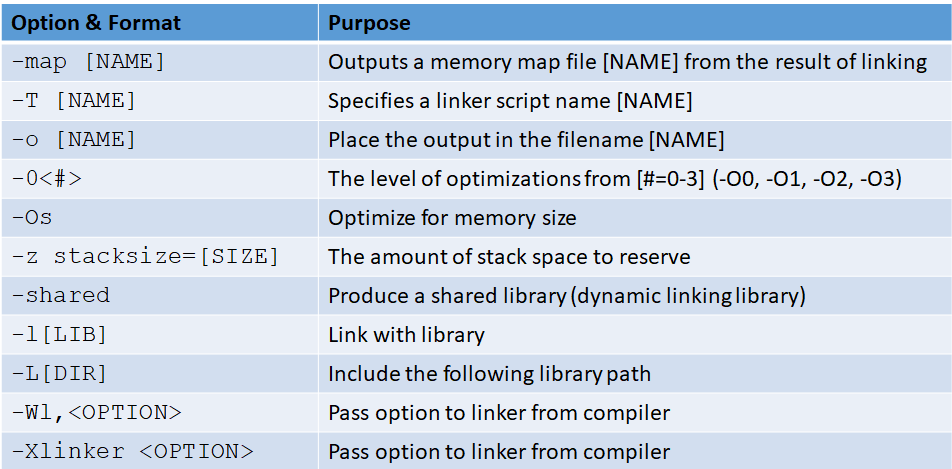 Option & Format Purpose
-map [NAME] Outputs a memory map file [NAME] from the result of linking
-T [NAME] Specifies a linker script name [NAME]
-o [NAME] Place the output in the filename [NAME]
-O<#> The level of optimizations from [#=0-3] (-O0, -O1, -O2, -O3)
-Os Optimize for memory size
-z stacksize=[SIZE] The amount of stack space to reserve
-shared Produce a shared library (dynamic linking library)
-l[LIB] Link with library
-L[DIR] Include the following library path
-Wl,<OPTION> Pass option to linker from compiler
-Xlinker <OPTION> Pass option to linker from compiler